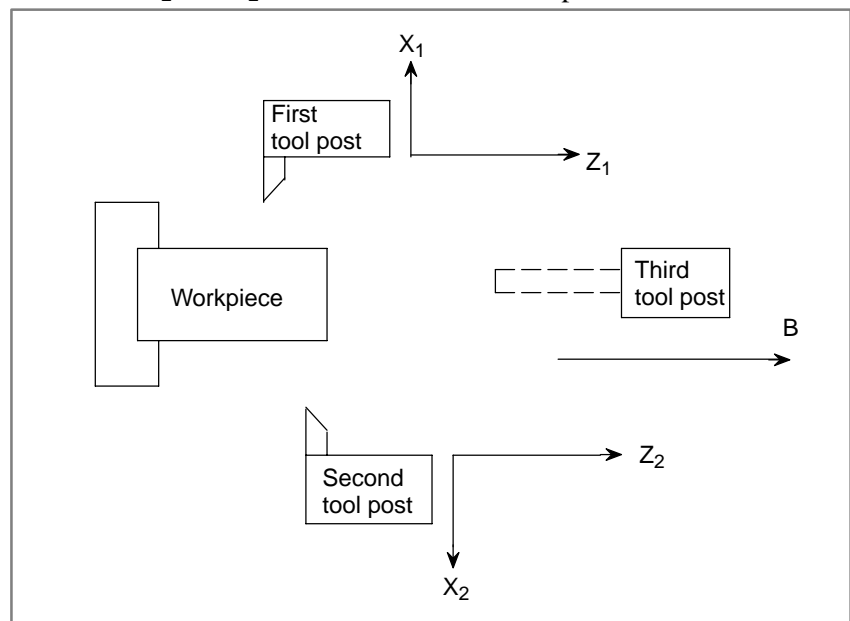 X1
First
tool post
Z1
Third
tool post
Workpiece
B
Second
tool post
Z2
X2